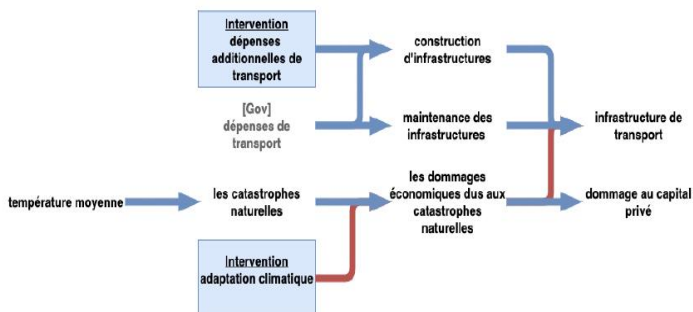 Intervention
dépenses
additionnelles de
transport
construction
d'infrastructures
[Gov]
dépenses de
transport
maintenance des
infrastructures
infrastructure de
transport
température moyenne
les catastrophes
naturelles
les dommages
économiques dus aux
catastrophes
naturelles
dommage au capital
privé
Intervention
adaptation climatique